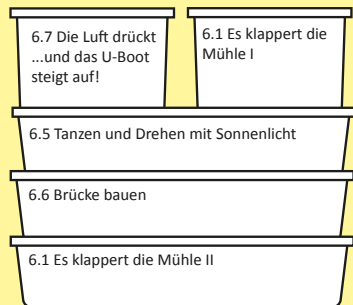 6.7 Die Luft drückt
...und das U-Boot
steigt auf!
6.1 Es klappert die
Mühle I
6.5 Tanzen und Drehen mit Sonnenlicht
6.6 Brücke bauen
6.1 Es klappert die Mühle II